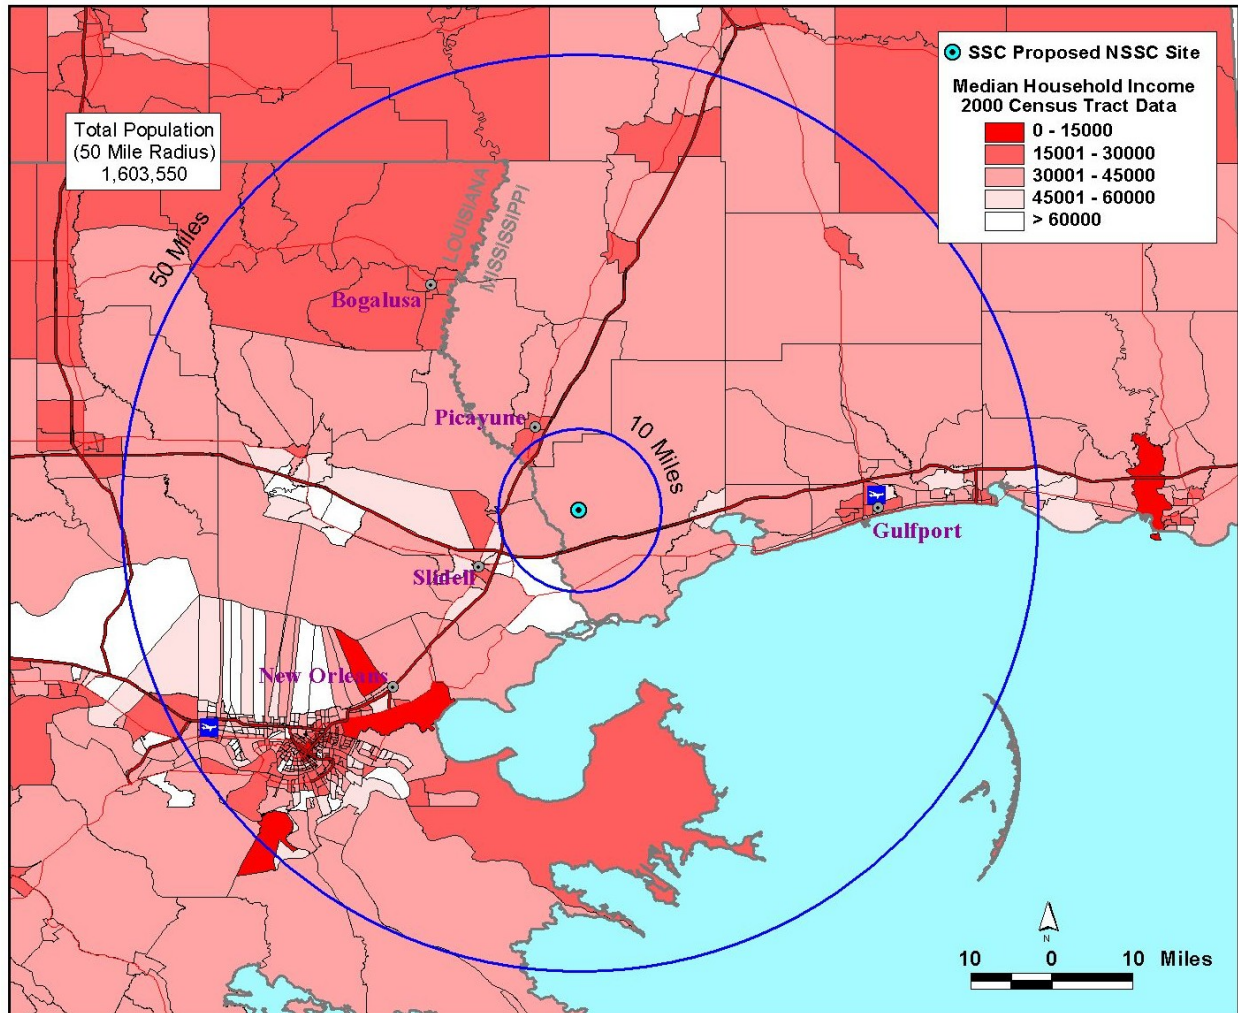 SSC Proposed NSSC Site
Median Household Income
2000 Census Tract Data
0 - 15000
15001 - 30000
30001 - 45000
45001 - 60000
> 60000
Total Population
(50 Mile Radius)
1,603,550
50 Miles
LOUISIANA
MISSISSIPPI
Bogalusa
Picayune
10 Miles
Gulfport
Slidell
New Orleans
N
10 0 10 Miles